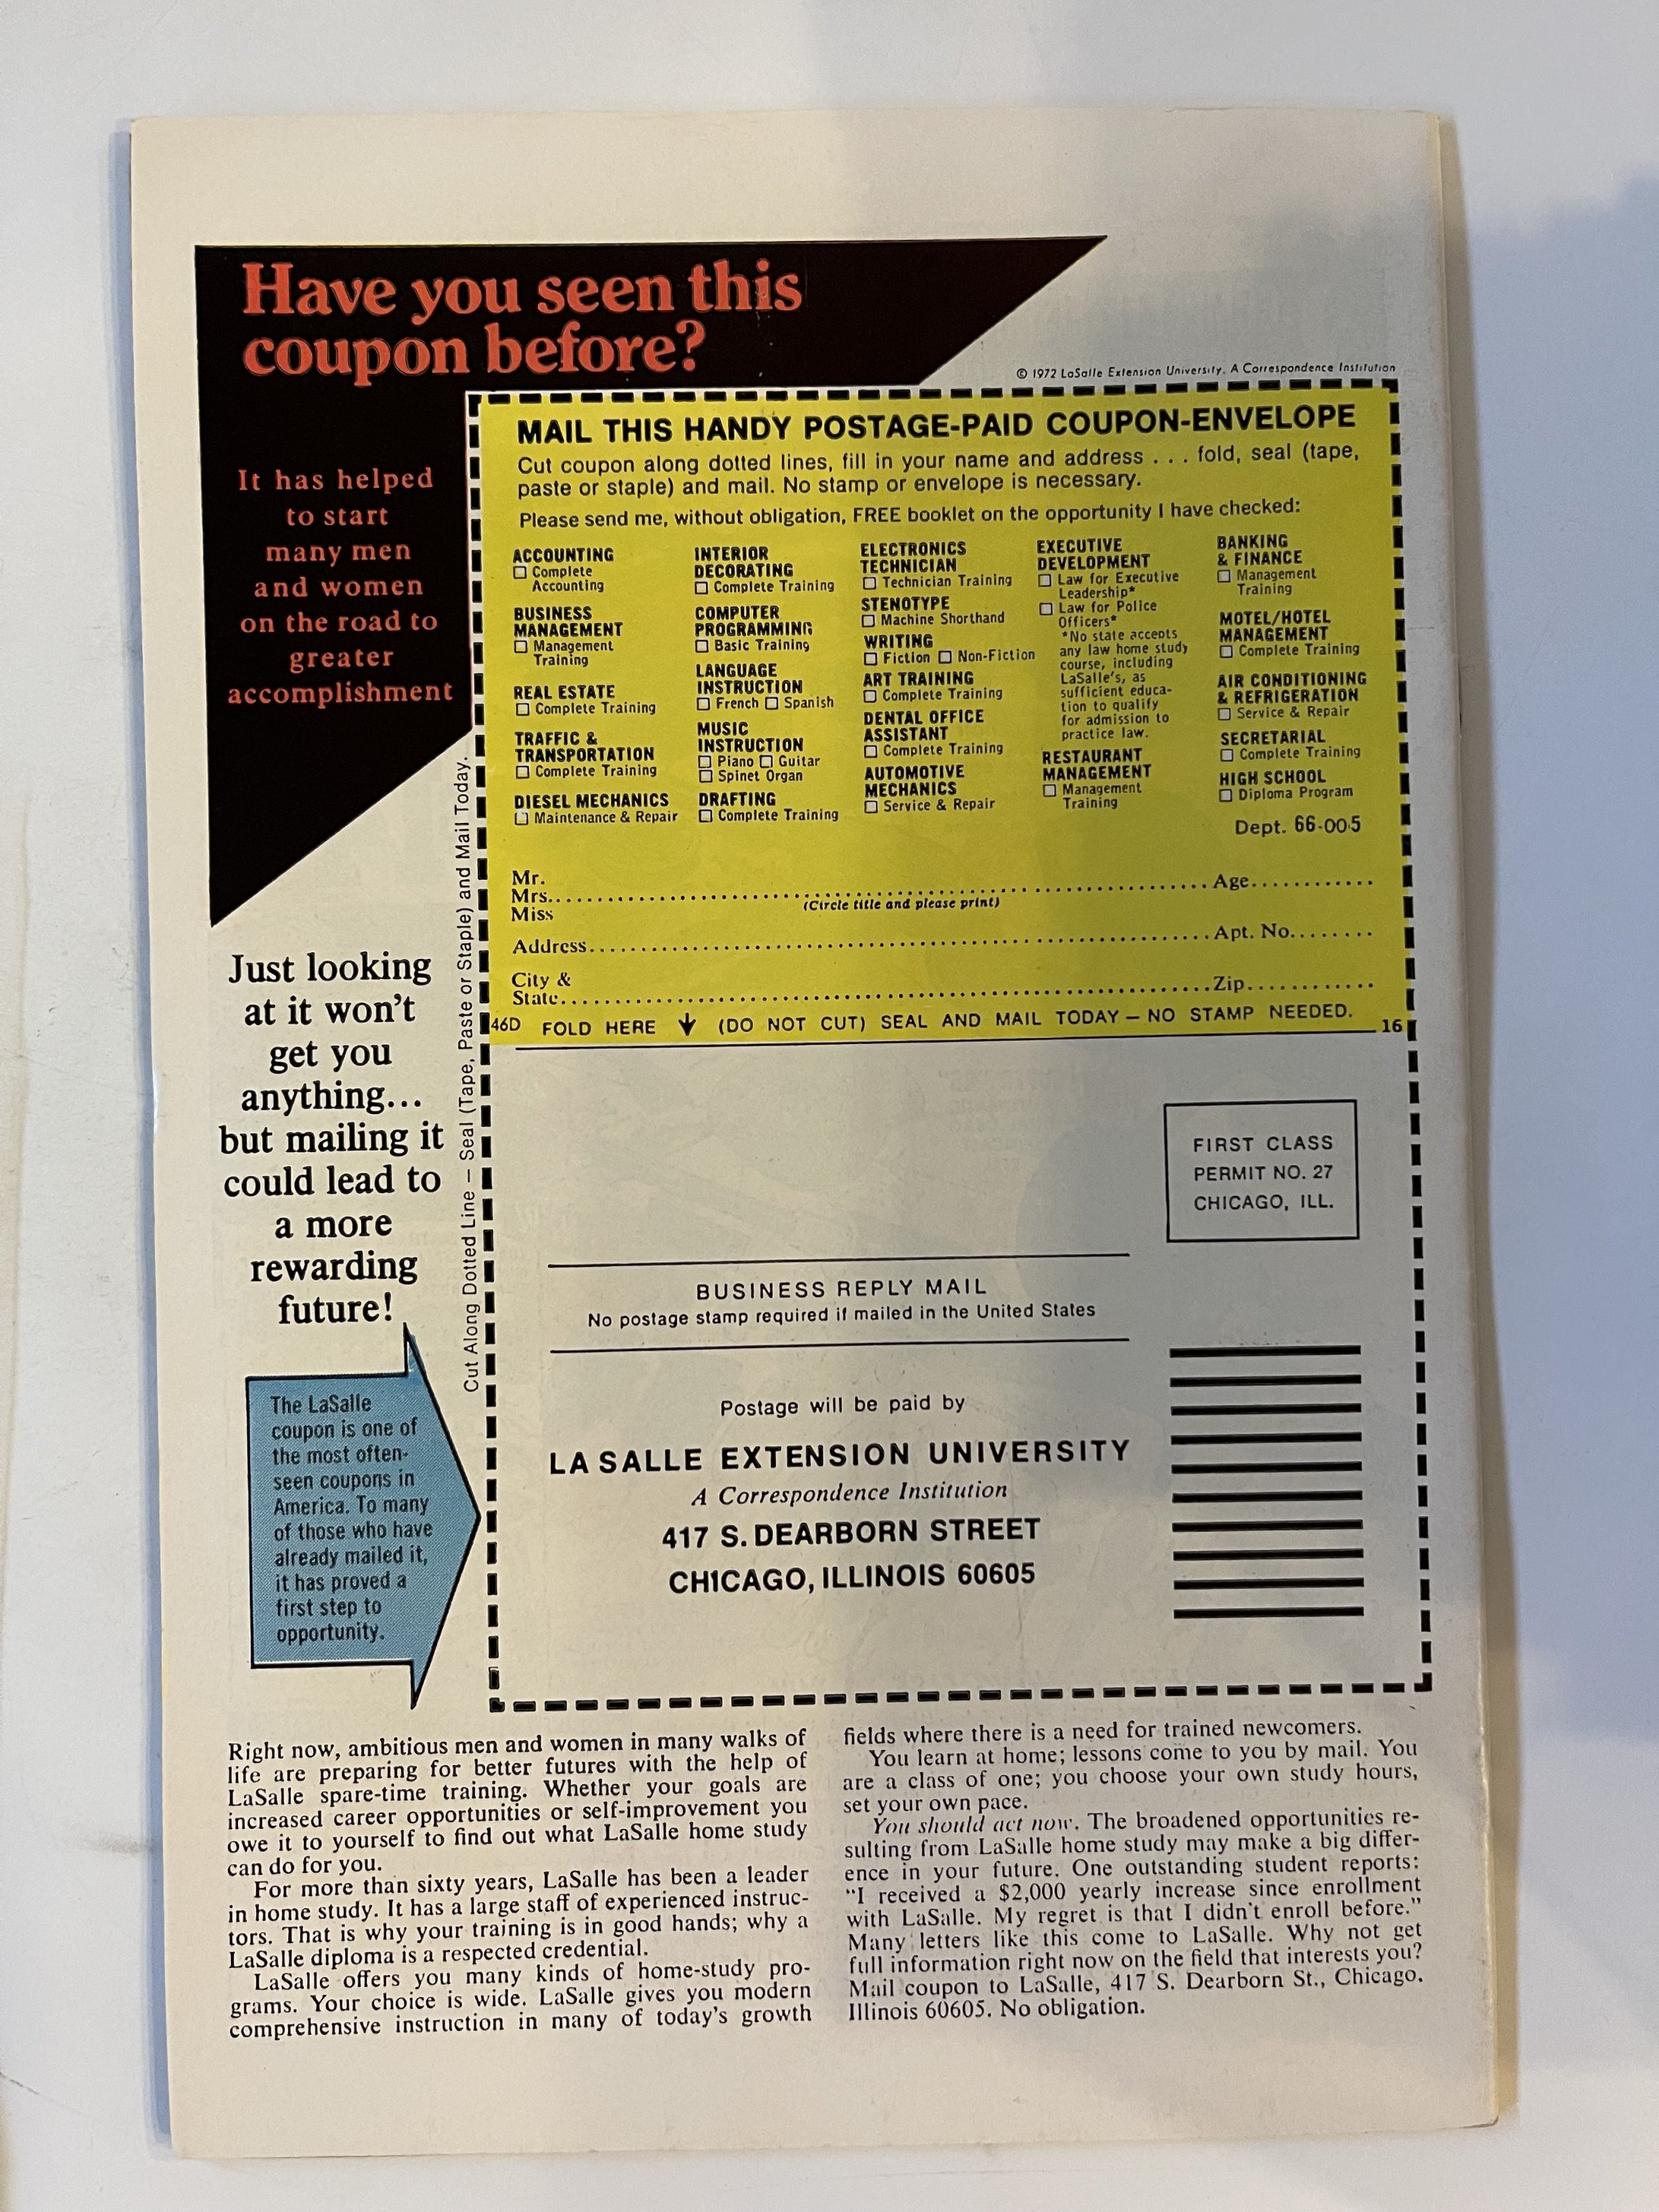 Have you seen this
coupon before?
© 1972 LaSalle Extension University, A Correspondence Institution
It has helped
to start
many men
and women
on the road to
greater
accomplishment
Just looking
at it won't
get you
anything...
but mailing it
could lead to
a more
rewarding
future!
The LaSalle
coupon is one of
the most often-
seen coupons in
America. To many
of those who have
already mailed it,
it has proved a
first step to
opportunity.
Cut Along Dotted Line — Seal (Tape, Paste or Staple) and Mail Today.
MAIL THIS HANDY POSTAGE-PAID COUPON-ENVELOPE
Cut coupon along dotted lines, fill in your name and address . . . fold, seal (tape,
paste or staple) and mail. No stamp or envelope is necessary.
Please send me, without obligation, FREE booklet on the opportunity I have checked:
ACCOUNTING
☐ Complete
Accounting
BUSINESS
MANAGEMENT
☐ Management
Training
REAL ESTATE
☐ Complete Training
TRAFFIC &
TRANSPORTATION
☐ Complete Training
DIESEL MECHANICS
☐ Maintenance & Repair
INTERIOR
DECORATING
☐ Complete Training
COMPUTER
PROGRAMMING
☐ Basic Training
LANGUAGE
INSTRUCTION
☐ French ☐ Spanish
MUSIC
INSTRUCTION
☐ Piano ☐ Guitar
☐ Spinet Organ
DRAFTING
☐ Complete Training
ELECTRONICS
TECHNICIAN
☐ Technician Training
STENOTYPE
☐ Machine Shorthand
WRITING
☐ Fiction ☐ Non-Fiction
ART TRAINING
☐ Complete Training
DENTAL OFFICE
ASSISTANT
☐ Complete Training
AUTOMOTIVE
MECHANICS
☐ Service & Repair
EXECUTIVE
DEVELOPMENT
☐ Law for Executive
Leadership*
☐ Law for Police
Officers*
*No state accepts
any law home study
course, including
LaSalle's, as
sufficient educa-
tion to qualify
for admission to
practice law.
RESTAURANT
MANAGEMENT
☐ Management
Training
BANKING
& FINANCE
☐ Management
Training
MOTEL/HOTEL
MANAGEMENT
☐ Complete Training
AIR CONDITIONING
& REFRIGERATION
☐ Service & Repair
SECRETARIAL
☐ Complete Training
HIGH SCHOOL
☐ Diploma Program
Dept. 66-005
Mr.
Mrs. Age
Miss
(Circle title and please print)
Address Apt. No.
City &
State Zip
46D FOLD HERE ↓ (DO NOT CUT) SEAL AND MAIL TODAY — NO STAMP NEEDED. 16
FIRST CLASS
PERMIT NO. 27
CHICAGO, ILL.
BUSINESS REPLY MAIL
No postage stamp required if mailed in the United States
Postage will be paid by
LA SALLE EXTENSION UNIVERSITY
A Correspondence Institution
417 S. DEARBORN STREET
CHICAGO, ILLINOIS 60605
Right now, ambitious men and women in many walks of
life are preparing for better futures with the help of
LaSalle spare-time training. Whether your goals are
increased career opportunities or self-improvement you
owe it to yourself to find out what LaSalle home study
can do for you.
For more than sixty years, LaSalle has been a leader
in home study. It has a large staff of experienced instruc-
tors. That is why your training is in good hands; why a
LaSalle diploma is a respected credential.
LaSalle offers you many kinds of home-study pro-
grams. Your choice is wide. LaSalle gives you modern
comprehensive instruction in many of today's growth
fields where there is a need for trained newcomers.
You learn at home; lessons come to you by mail. You
are a class of one; you choose your own study hours,
set your own pace.
You should act now. The broadened opportunities re-
sulting from LaSalle home study may make a big differ-
ence in your future. One outstanding student reports:
"I received a $2,000 yearly increase since enrollment
with LaSalle. My regret is that I didn't enroll before."
Many letters like this come to LaSalle. Why not get
full information right now on the field that interests you?
Mail coupon to LaSalle, 417 S. Dearborn St., Chicago.
Illinois 60605. No obligation.